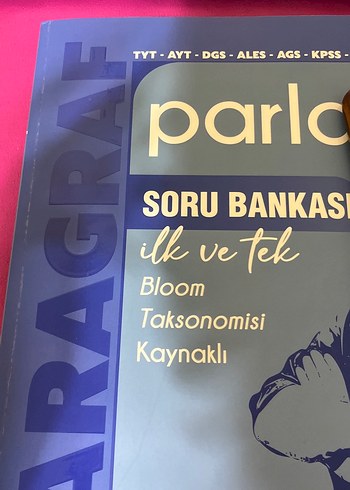 TYT - AYT - DGS - ALES - AGS - KPSS -
parla
SORU BANKASI
ilk ve tek
Bloom
Taksonomisi
Kaynaklı
ARAGRAF